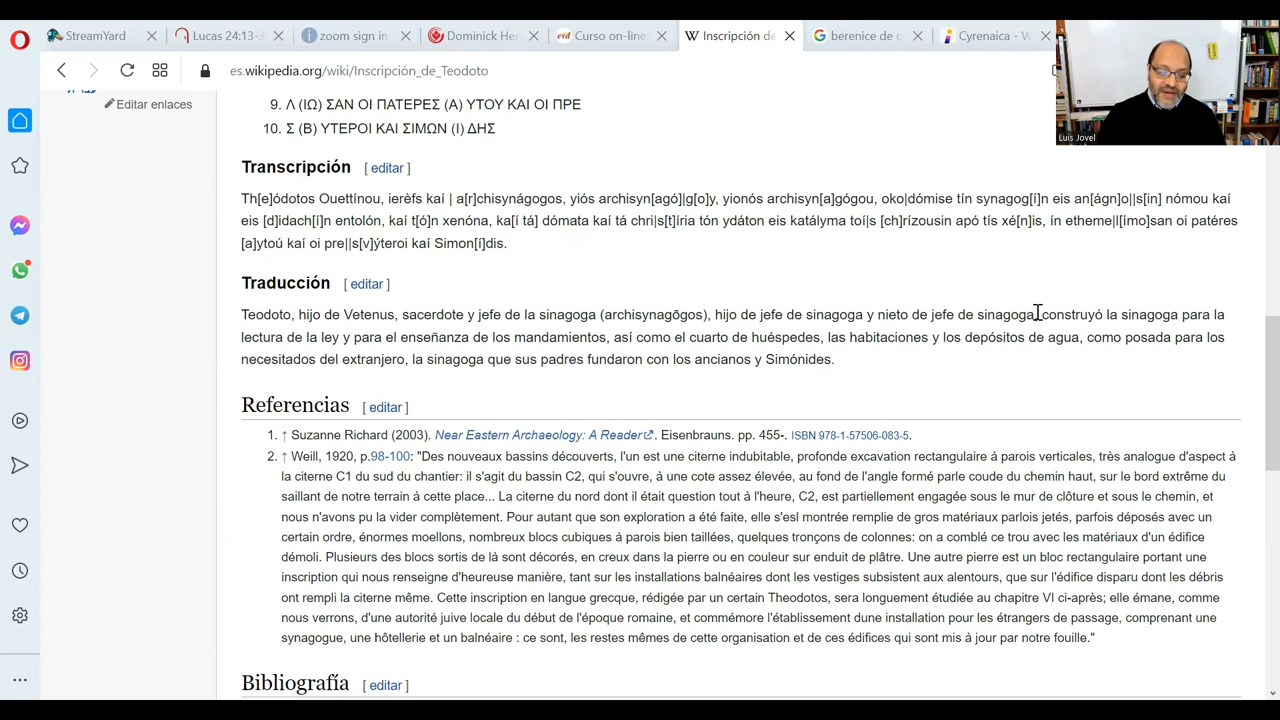 StreamYard
Lucas 24:13-3
zoom sign in
Dominick He
Curso on-line
Inscripción de
berenice de c
Cyrenaica - W
es.wikipedia.org/wiki/Inscripción_de_Teodoto
Luis Jovel
Editar enlaces
9. Λ (ΙΩ) ΣΑΝ ΟΙ ΠΑΤΕΡΕΣ (Α) ΥΤΟΥ ΚΑΙ ΟΙ ΠΡΕ
10. Σ (Β) ΥΤΕΡΟΙ ΚΑΙ ΣΙΜΩΝ (Ι) ΔΗΣ
Transcripción [ editar ]
Th[e]ódotos Ouettínou, ierèfs kaí | a[r]chisynágogos, yiós archisyn[agó]|g[o]y, yionós archisyn[a]gógou, oko|dómise tín synagog[í]n eis an[ágn]o||s[in] nómou kaí
eis [d]idach[í]n entolón, kaí t[ó]n xenóna, ka[í tá] dómata kaí tá chri|s[t]íria tón ydáton eis katályma toí|s [ch]rízousin apó tís xé[n]is, ín etheme|l[ímo]san oi patéres
[a]ytoú kaí oi pre||s[v]ýteroi kaí Simon[í]dis.
Traducción [ editar ]
Teodoto, hijo de Vetenus, sacerdote y jefe de la sinagoga (archisynagōgos), hijo de jefe de sinagoga y nieto de jefe de sinagoga, construyó la sinagoga para la
lectura de la ley y para el enseñanza de los mandamientos, así como el cuarto de huéspedes, las habitaciones y los depósitos de agua, como posada para los
necesitados del extranjero, la sinagoga que sus padres fundaron con los ancianos y Simónides.
Referencias [ editar ]
1. ↑ Suzanne Richard (2003). Near Eastern Archaeology: A Reader. Eisenbrauns. pp. 455-. ISBN 978-1-57506-083-5.
2. ↑ Weill, 1920, p.98-100: "Des nouveaux bassins découverts, l'un est une citerne indubitable, profonde excavation rectangulaire à parois verticales, très analogue d'aspect à
la citerne C1 du sud du chantier: il s'agit du bassin C2, qui s'ouvre, à une cote assez élevée, au fond de l'angle formé parle coude du chemin haut, sur le bord extrême du
saillant de notre terrain à cette place... La citerne du nord dont il était question tout à l'heure, C2, est partiellement engagée sous le mur de clôture et sous le chemin, et
nous n'avons pu la vider complètement. Pour autant que son exploration a été faite, elle s'esl montrée remplie de gros matériaux parlois jetés, parfois déposés avec un
certain ordre, énormes moellons, nombreux blocs cubiques à parois bien taillées, quelques tronçons de colonnes: on a comblé ce trou avec les matériaux d'un édifice
démoli. Plusieurs des blocs sortis de là sont décorés, en creux dans la pierre ou en couleur sur enduit de plâtre. Une autre pierre est un bloc rectangulaire portant une
inscription qui nous renseigne d'heureuse manière, tant sur les installations balnéaires dont les vestiges subsistent aux alentours, que sur l'édifice disparu dont les débris
ont rempli la citerne même. Cette inscription en langue grecque, rédigée par un certain Theodotos, sera longuement étudiée au chapitre VI ci-après; elle émane, comme
nous verrons, d'une autorité juive locale du début de l'époque romaine, et commémore l'établissement dune installation pour les étrangers de passage, comprenant une
synagogue, une hôtellerie et un balnéaire : ce sont, les restes mêmes de cette organisation et de ces édifices qui sont mis à jour par notre fouille."
Bibliografía [ editar ]